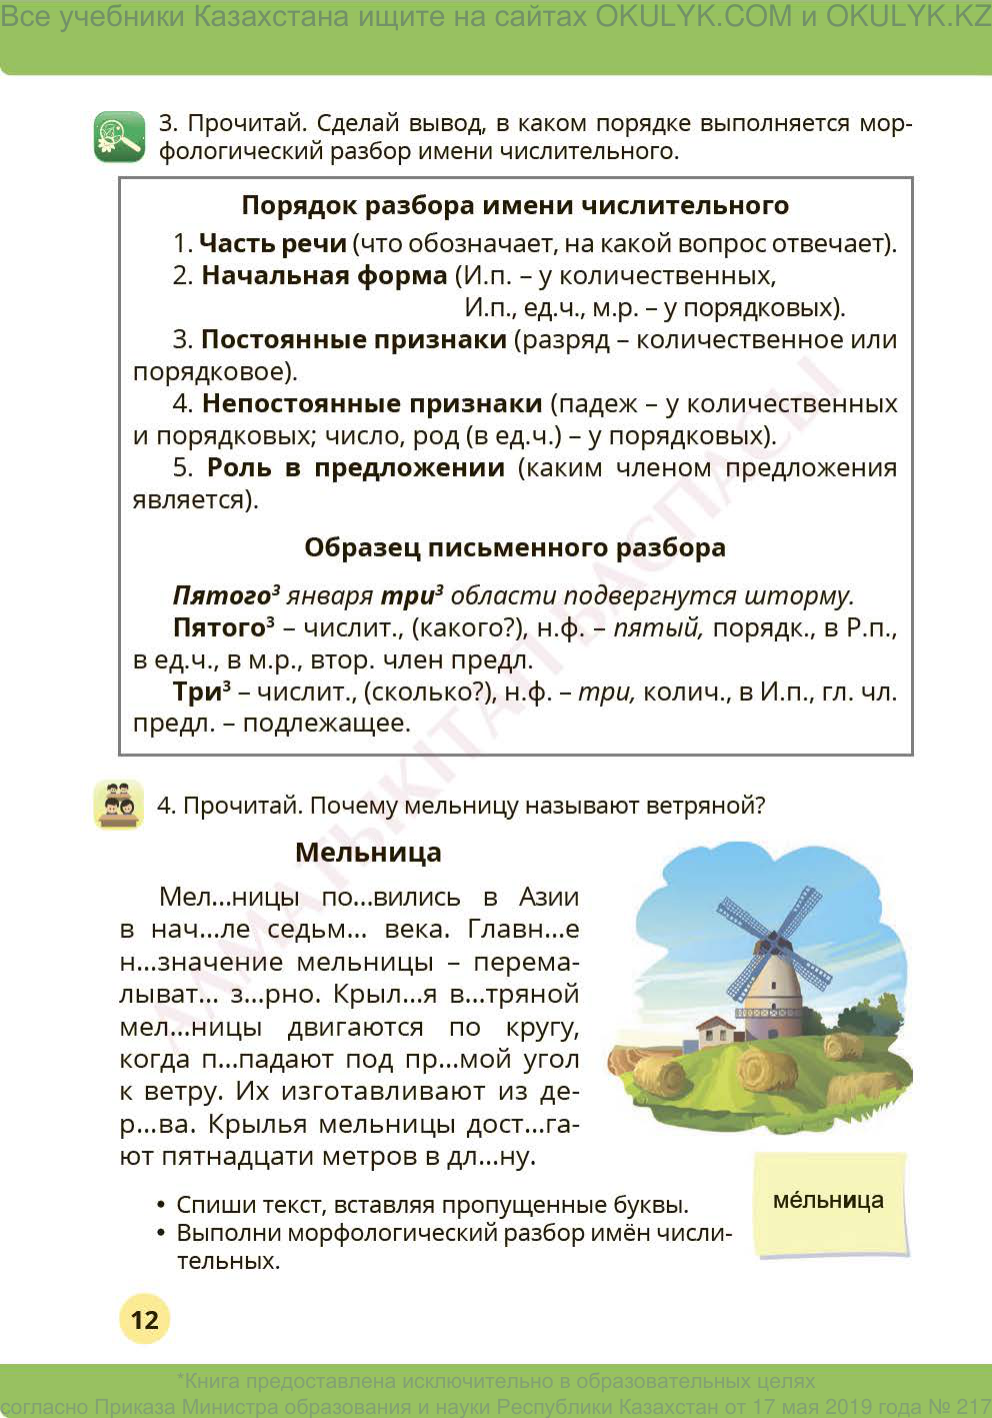 Все учебники Казахстана ищите на сайтах OKULYK.COM и OKULYK.KZ
3. Прочитай. Сделай вывод, в каком порядке выполняется мор-
фологический разбор имени числительного.
Порядок разбора имени числительного
1. Часть речи (что обозначает, на какой вопрос отвечает).
2. Начальная форма (И.п. – у количественных,
И.п., ед.ч., м.р. – у порядковых).
3. Постоянные признаки (разряд – количественное или
порядковое).
4. Непостоянные признаки (падеж – у количественных
и порядковых; число, род (в ед.ч.) – у порядковых).
5. Роль в предложении (каким членом предложения
является).
Образец письменного разбора
Пятого³ января три³ области подвергнутся шторму.
Пятого³ – числит., (какого?), н.ф. – пятый, порядк., в Р.п.,
в ед.ч., в м.р., втор. член предл.
Три³ – числит., (сколько?), н.ф. – три, колич., в И.п., гл. чл.
предл. – подлежащее.
АЛМАТЫКІТАП БАСПАСЫ
4. Прочитай. Почему мельницу называют ветряной?
Мельница
Мел...ницы по...вились в Азии
в нач...ле седьм... века. Главн...е
н...значение мельницы – перема-
лыват... з...рно. Крыл...я в...тряной
мел...ницы двигаются по кругу,
когда п...падают под пр...мой угол
к ветру. Их изготавливают из де-
р...ва. Крылья мельницы дост...га-
ют пятнадцати метров в дл...ну.
мéльница
• Спиши текст, вставляя пропущенные буквы.
• Выполни морфологический разбор имён числи-
тельных.
12
*Книга предоставлена исключительно в образовательных целях
согласно Приказа Министра образования и науки Республики Казахстан от 17 мая 2019 года № 217